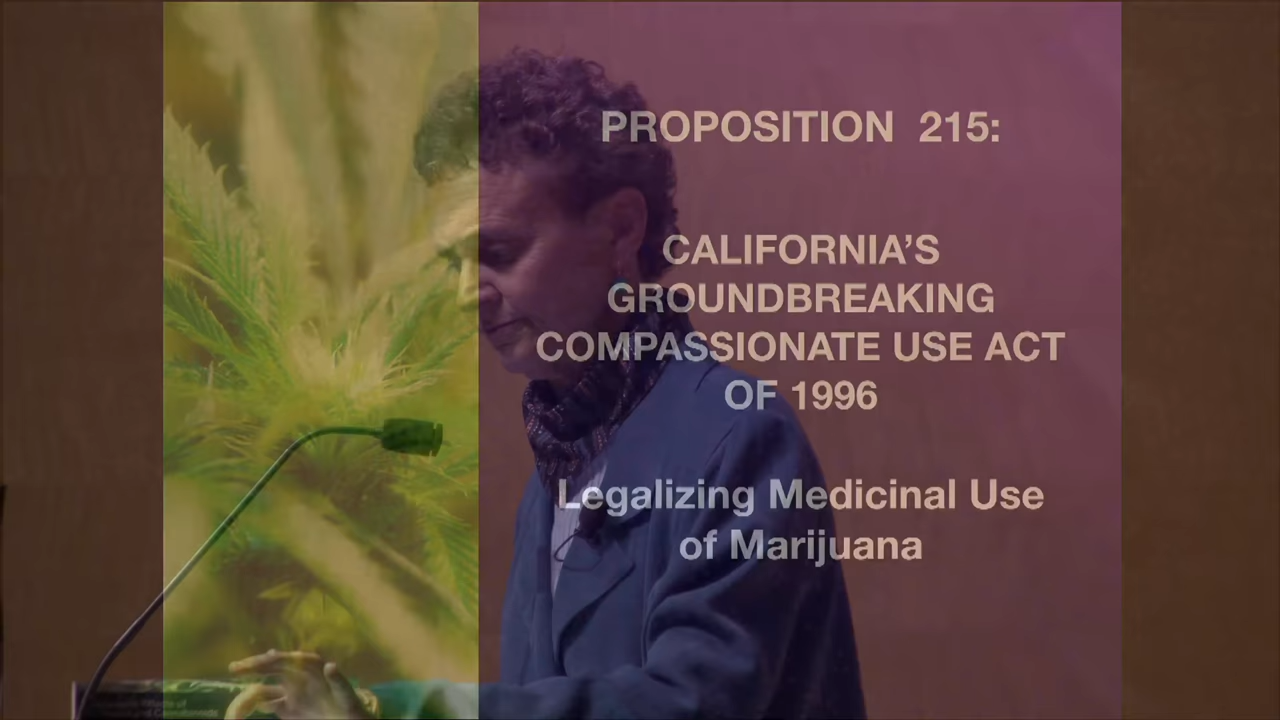 PROPOSITION 215:
CALIFORNIA’S
GROUNDBREAKING
COMPASSIONATE USE ACT
OF 1996
Legalizing Medicinal Use
of Marijuana